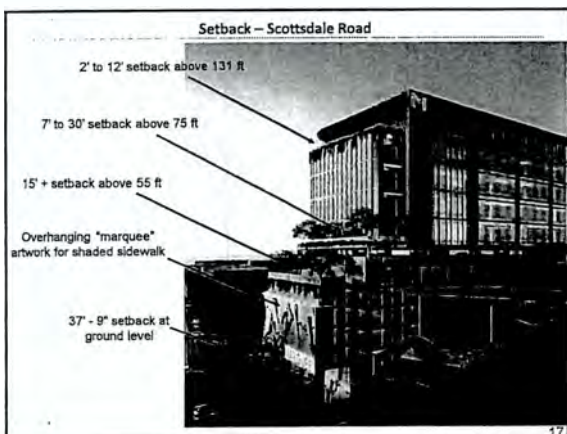 Setback – Scottsdale Road
2' to 12' setback above 131 ft
7' to 30' setback above 75 ft
15' + setback above 55 ft
Overhanging "marquee"
artwork for shaded sidewalk
37' - 9" setback at
ground level
17